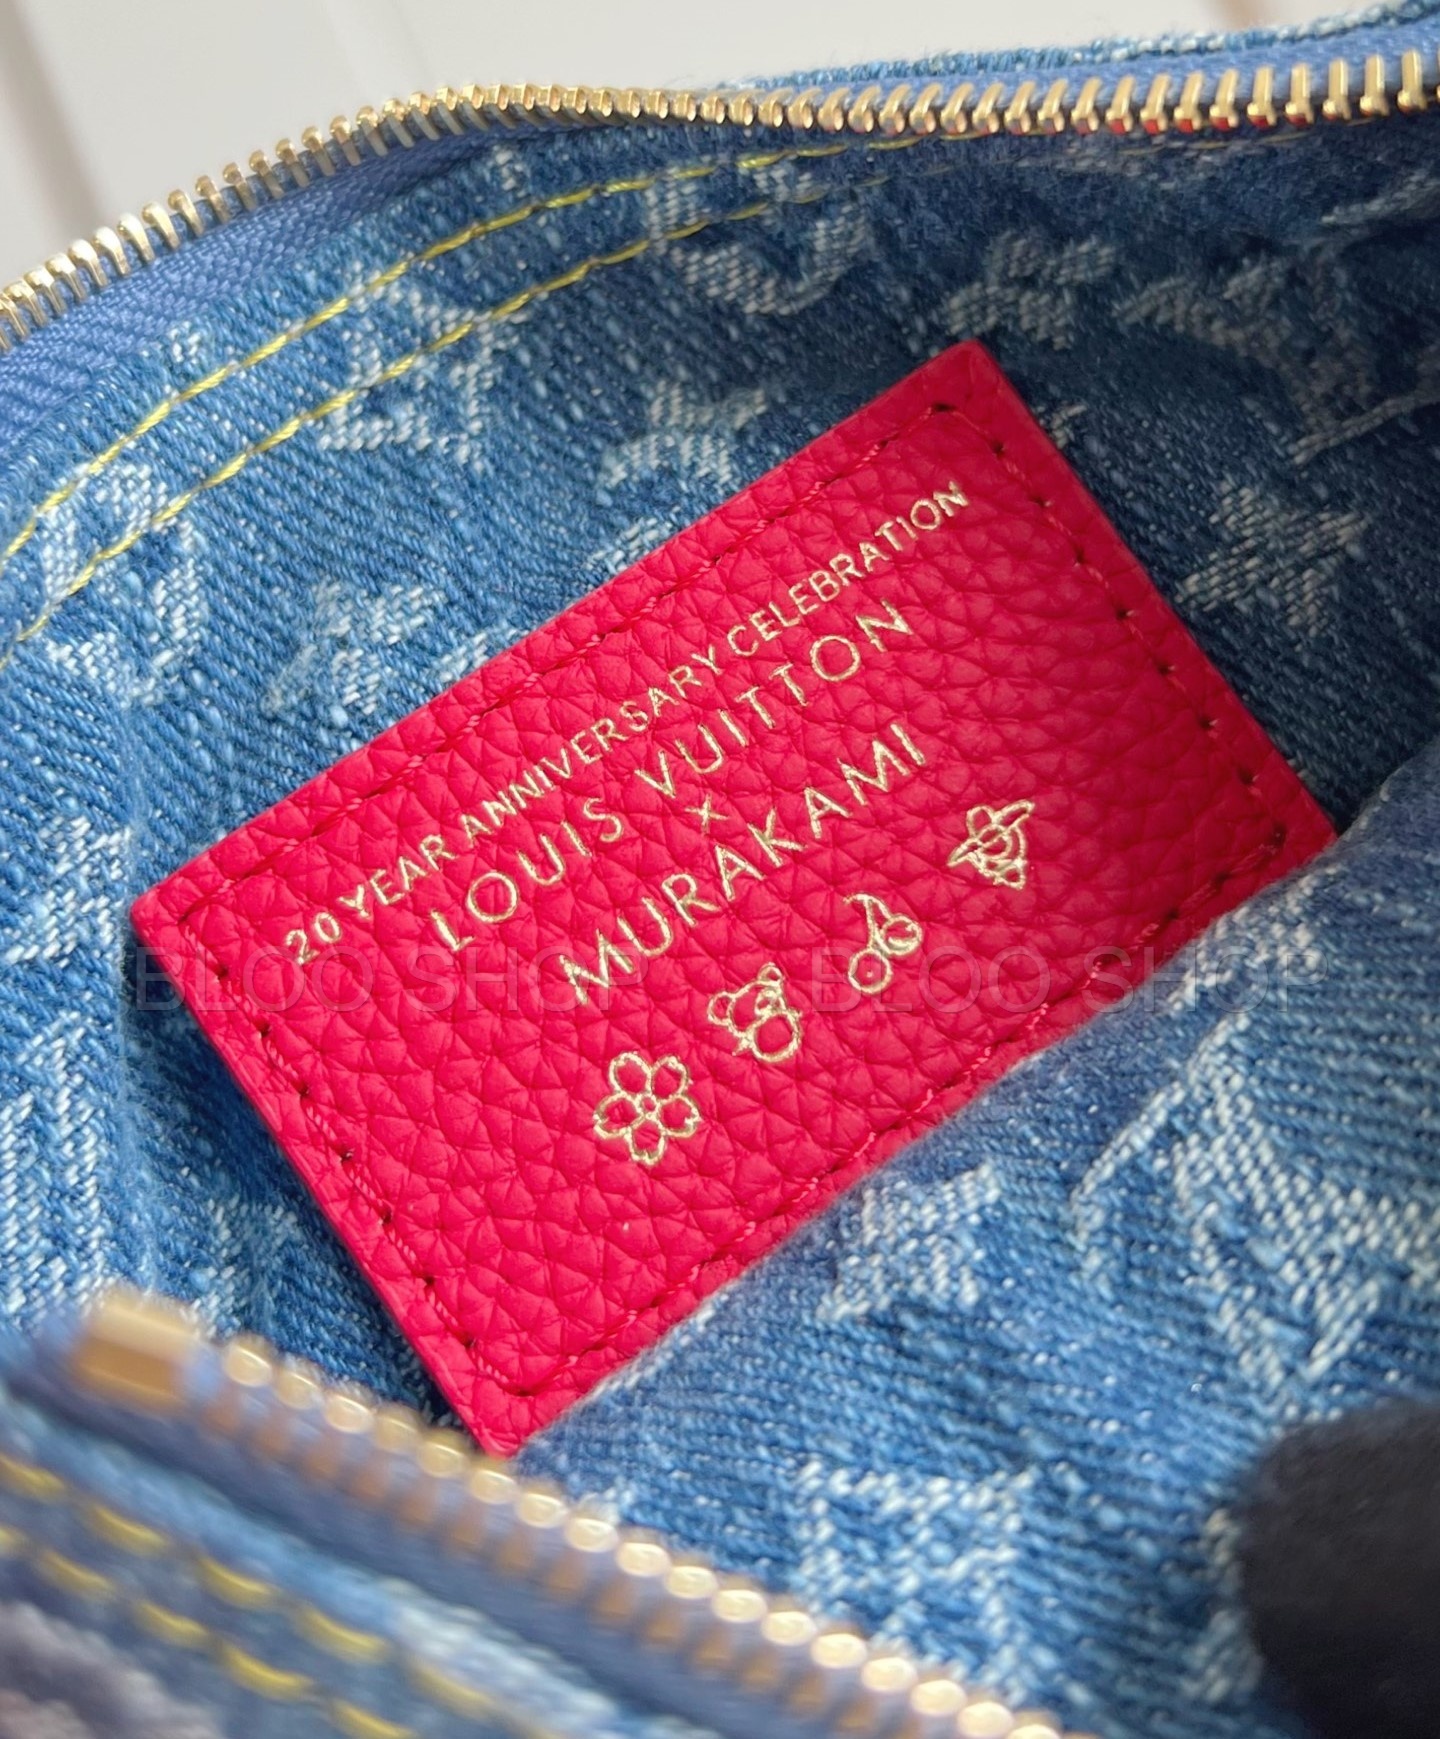 20 YEAR ANNIVERSARY CELEBRATION
LOUIS VUITTON
×
MURAKAMI
BLOO SHOP
BLOO SHOP